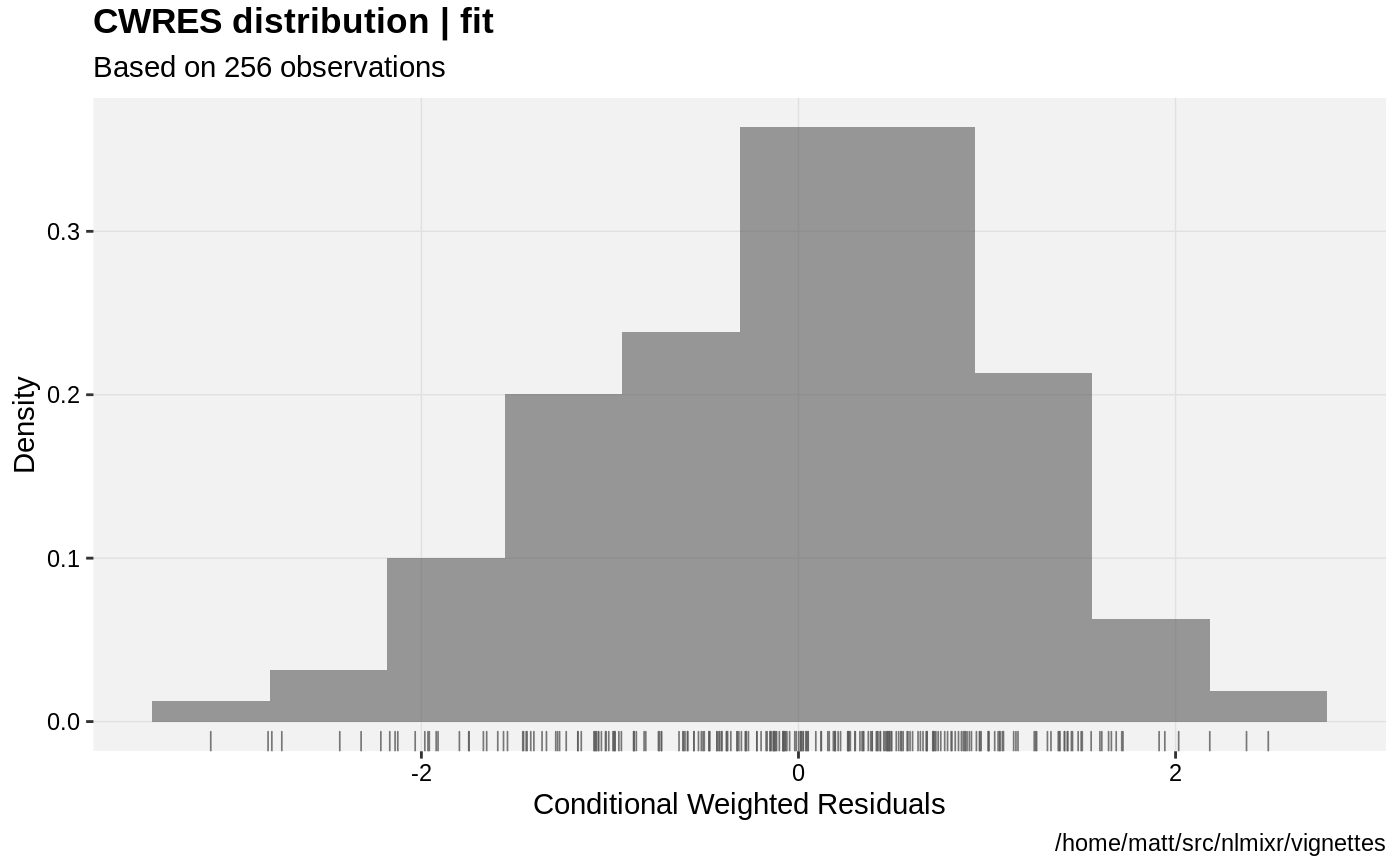 CWRES distribution | fit
Based on 256 observations
Density
0.3
0.2
0.1
0.0
-2
0
2
Conditional Weighted Residuals
/home/matt/src/nlmixr/vignettes